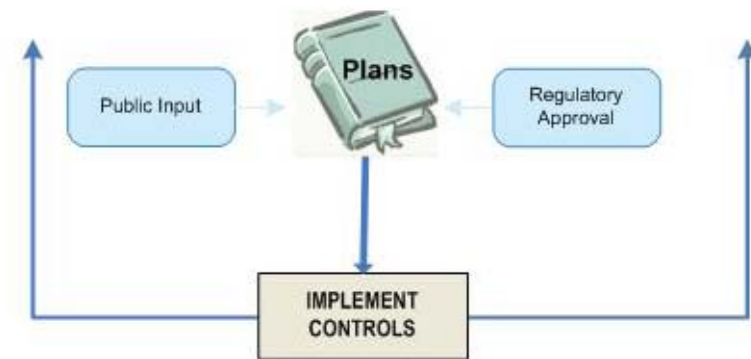 Plans
Public Input
Regulatory
Approval
IMPLEMENT
CONTROLS